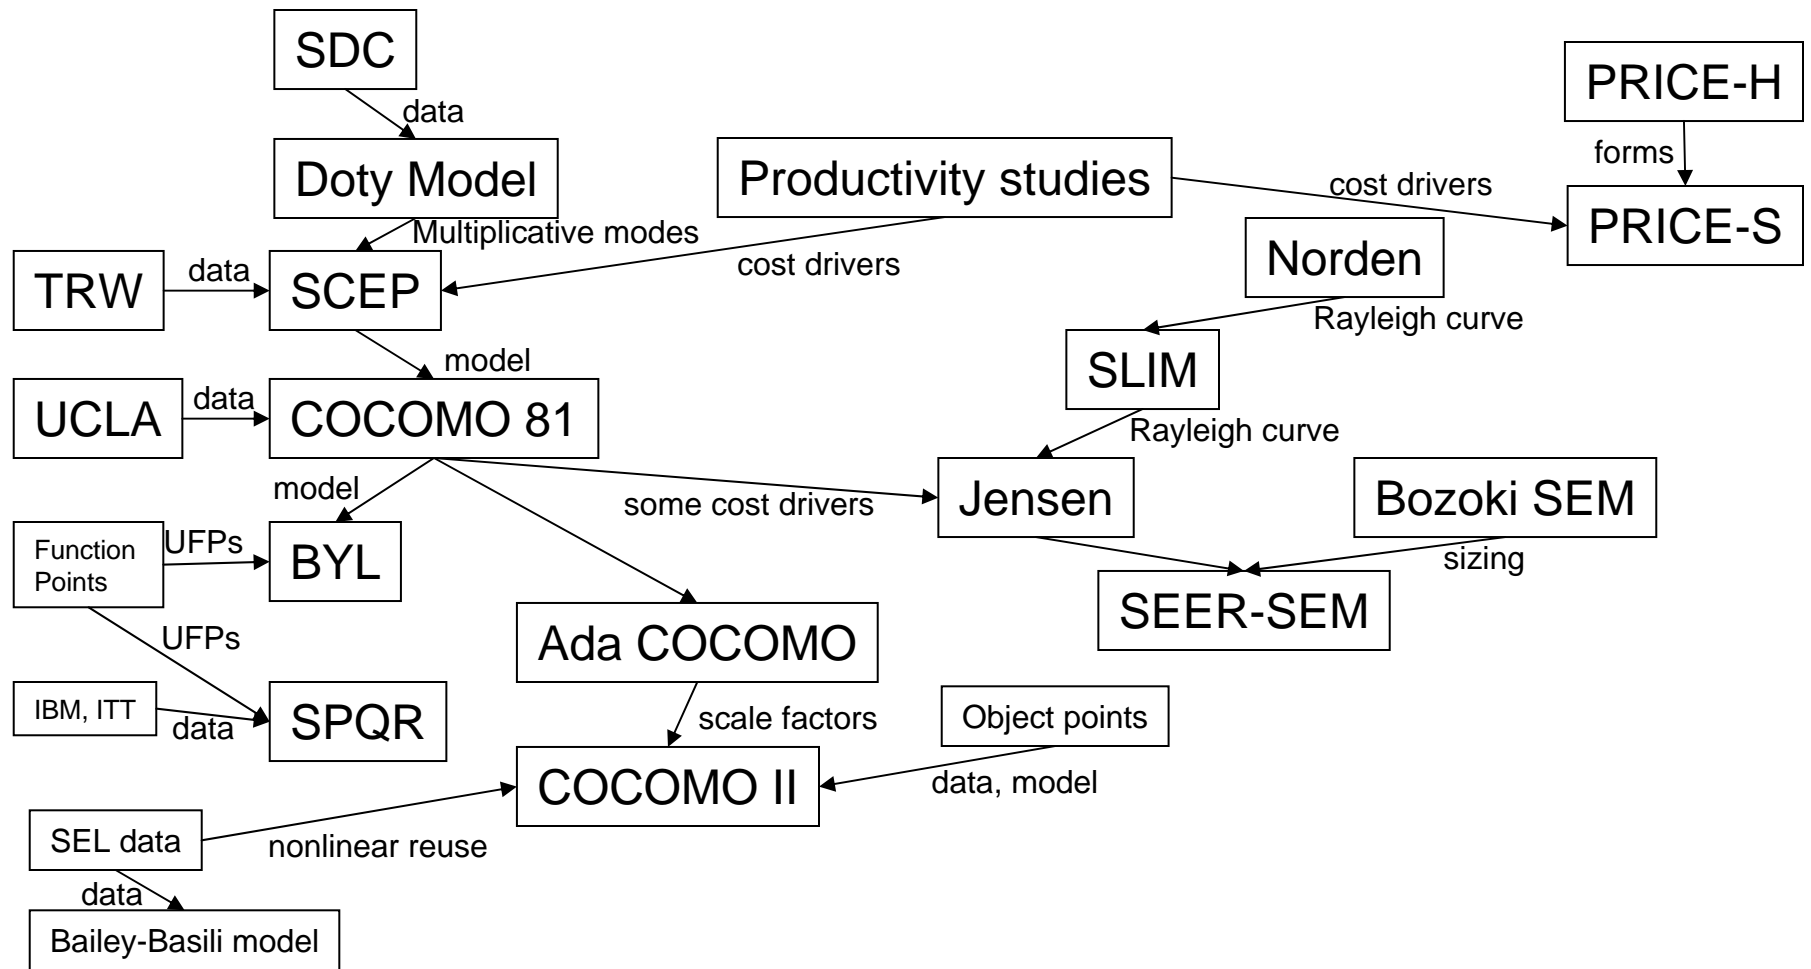 SDC
PRICE-H
data
forms
Doty Model
Productivity studies
cost drivers
PRICE-S
Multiplicative modes
cost drivers
Norden
TRW
data
SCEP
Rayleigh curve
model
SLIM
UCLA
data
COCOMO 81
Rayleigh curve
model
some cost drivers
Jensen
Bozoki SEM
Function
Points
UFPs
BYL
sizing
SEER-SEM
UFPs
Ada COCOMO
IBM, ITT
data
SPQR
scale factors
Object points
COCOMO II
data, model
SEL data
nonlinear reuse
data
Bailey-Basili model